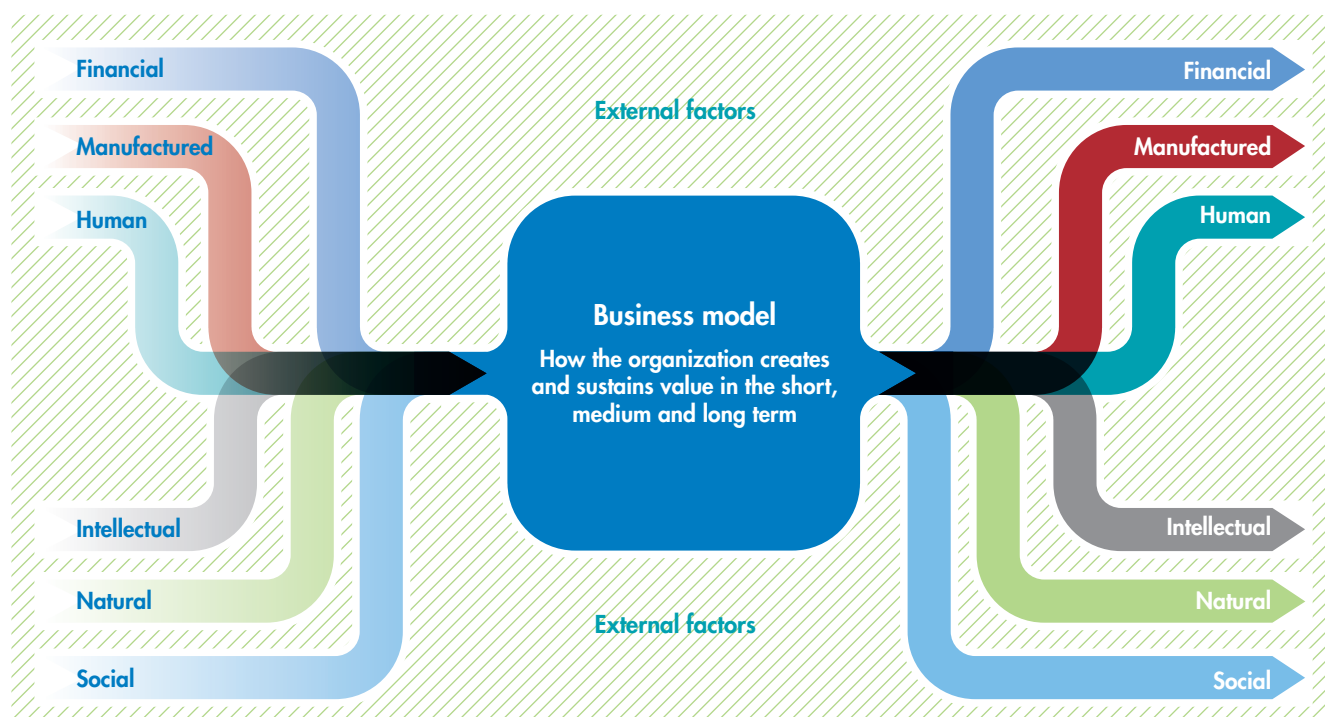 Financial
Manufactured
Human
Intellectual
Natural
Social
External factors
Business model
How the organization creates
and sustains value in the short,
medium and long term
External factors
Financial
Manufactured
Human
Intellectual
Natural
Social